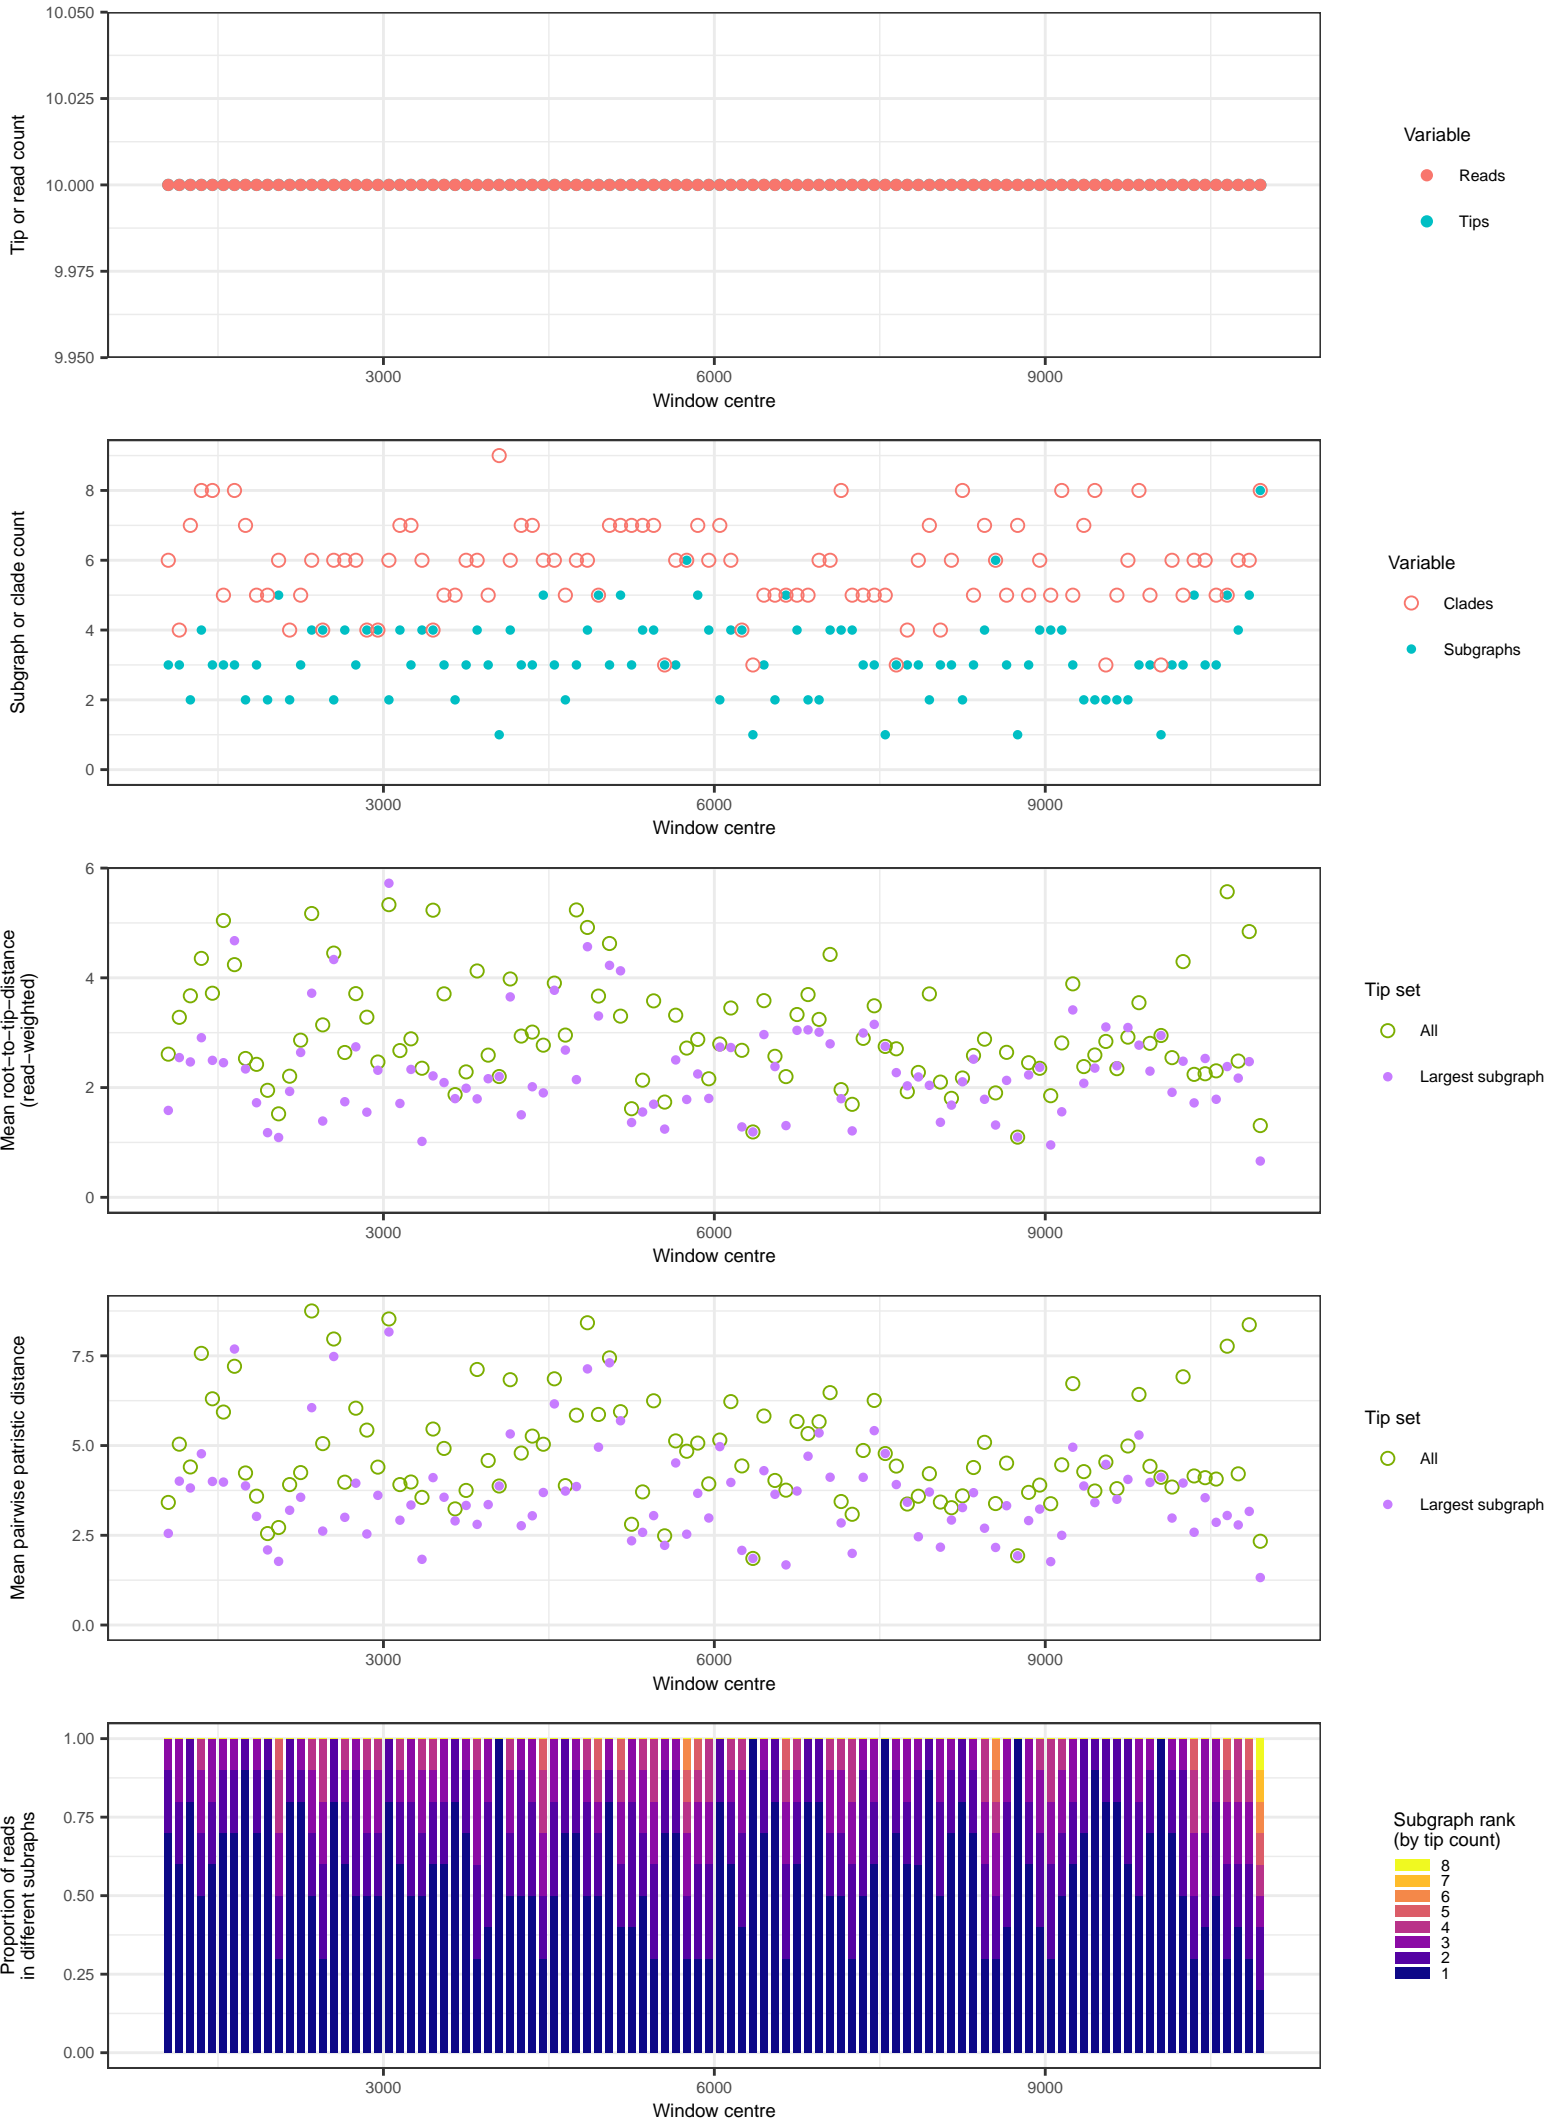 10.050
10.025
10.000
9.975
9.950
Tip or read count
3000
6000
9000
Window centre
Variable
Reads
Tips
8
6
4
2
0
Subgraph or clade count
3000
6000
9000
Window centre
Variable
Clades
Subgraphs
6
4
2
0
Mean root−to−tip−distance
(read−weighted)
3000
6000
9000
Window centre
Tip set
All
Largest subgraph
7.5
5.0
2.5
0.0
Mean pairwise patristic distance
3000
6000
9000
Window centre
Tip set
All
Largest subgraph
1.00
0.75
0.50
0.25
0.00
Proportion of reads
in different subraphs
3000
6000
9000
Window centre
Subgraph rank
(by tip count)
8
7
6
5
4
3
2
1